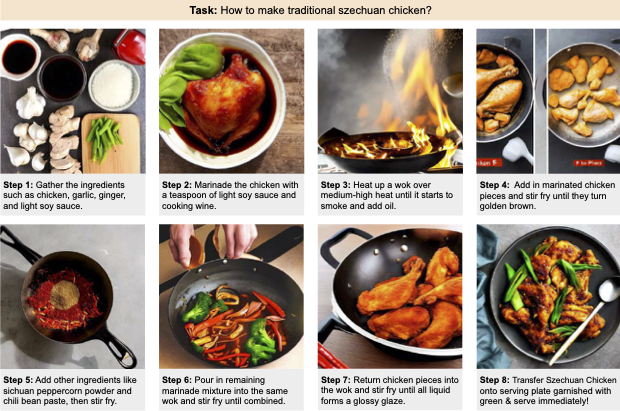 Task: How to make traditional szechuan chicken?
Step 1: Gather the ingredients
such as chicken, garlic, ginger,
and light soy sauce.
Step 2: Marinade the chicken with
a teaspoon of light soy sauce and
cooking wine.
Step 3: Heat up a wok over
medium-high heat until it starts to
smoke and add oil.
Step 4: Add in marinated chicken
pieces and stir fry until they turn
golden brown.
Step 5: Add other ingredients like
sichuan peppercorn powder and
chili bean paste, then stir fry.
Step 6: Pour in remaining
marinade mixture into the same
wok and stir fry until combined.
Step 7: Return chicken pieces into
the wok and stir fry until all liquid
forms a glossy glaze.
Step 8: Transfer Szechuan Chicken
onto serving plate garnished with
green & serve immediately!